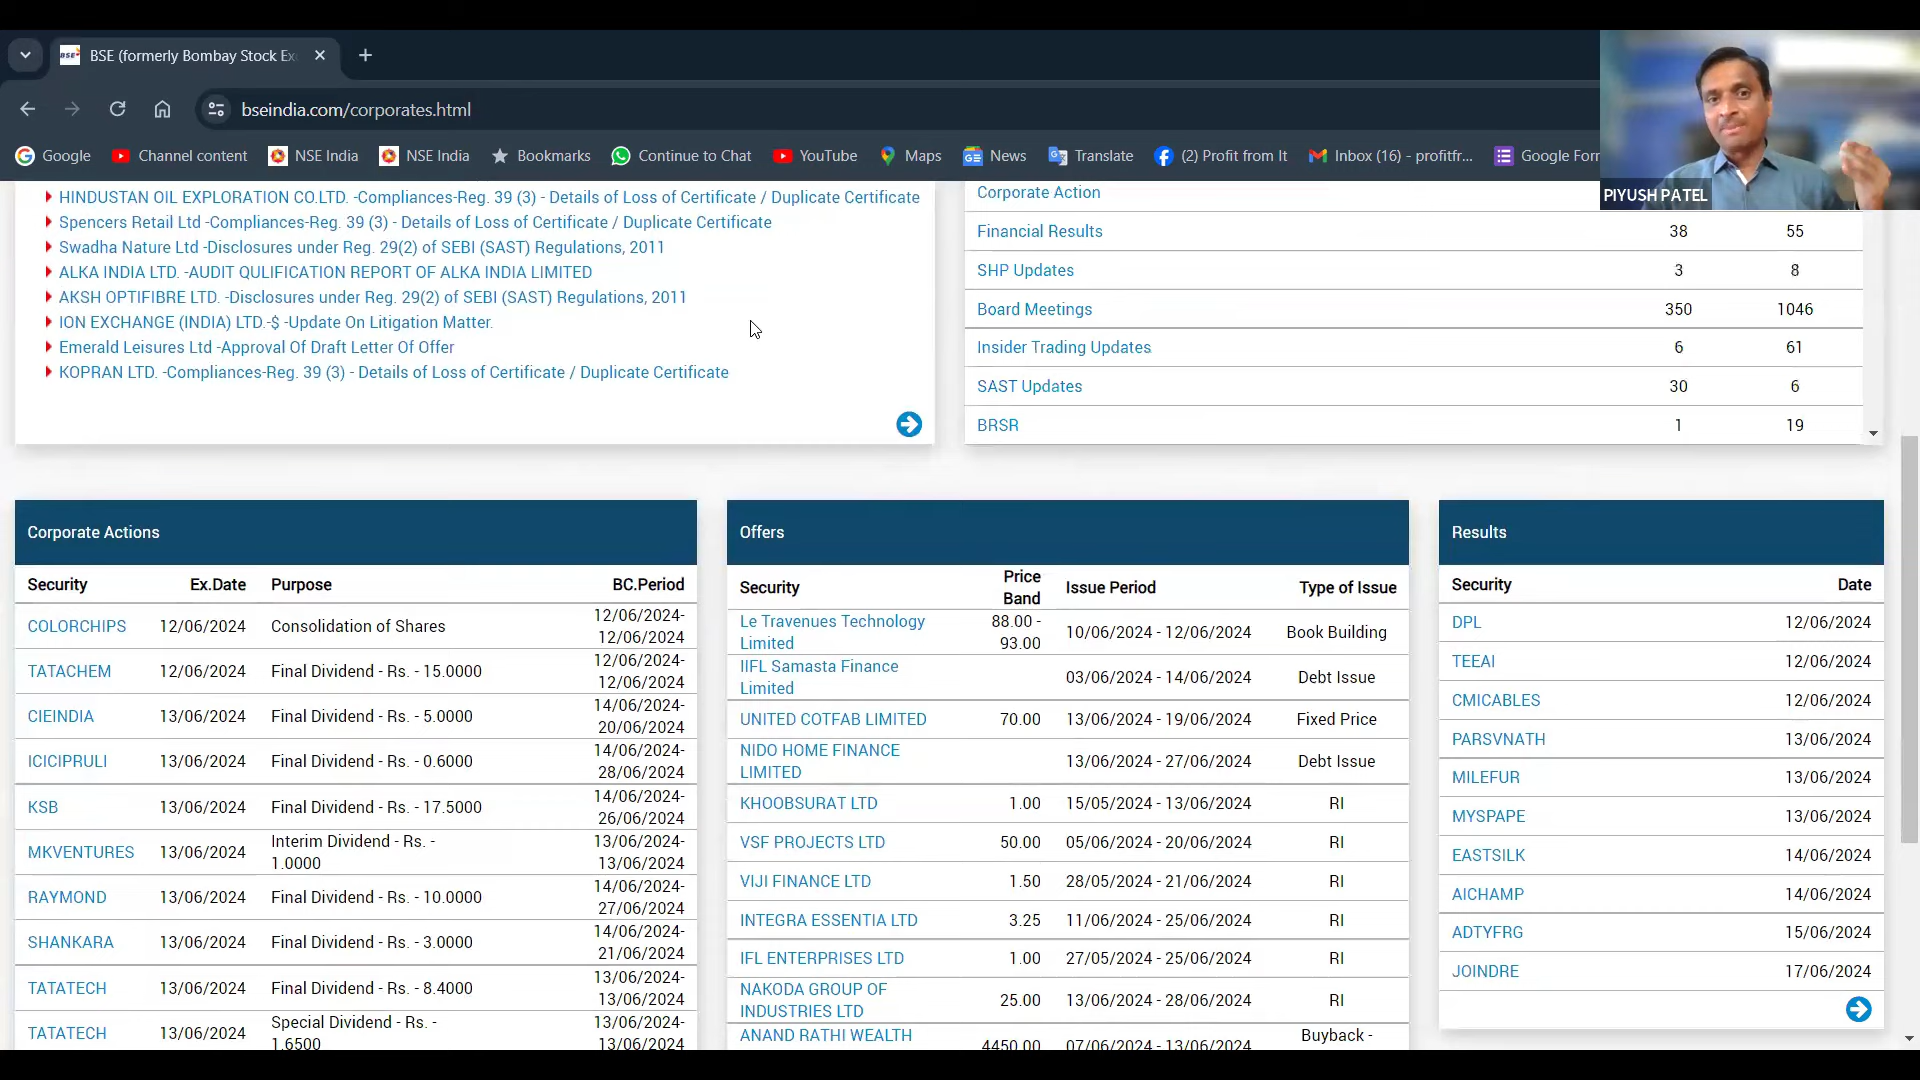 BSE (formerly Bombay Stock Ex
bseindia.com/corporates.html
Google
Channel content
NSE India
NSE India
Bookmarks
Continue to Chat
YouTube
Maps
News
Translate
(2) Profit from It
Inbox (16) - profitfr...
Google Forn
PIYUSH PATEL
HINDUSTAN OIL EXPLORATION CO.LTD. -Compliances-Reg. 39 (3) - Details of Loss of Certificate / Duplicate Certificate
Spencers Retail Ltd -Compliances-Reg. 39 (3) - Details of Loss of Certificate / Duplicate Certificate
Swadha Nature Ltd -Disclosures under Reg. 29(2) of SEBI (SAST) Regulations, 2011
ALKA INDIA LTD. -AUDIT QULIFICATION REPORT OF ALKA INDIA LIMITED
AKSH OPTIFIBRE LTD. -Disclosures under Reg. 29(2) of SEBI (SAST) Regulations, 2011
ION EXCHANGE (INDIA) LTD.-$ -Update On Litigation Matter.
Emerald Leisures Ltd -Approval Of Draft Letter Of Offer
KOPRAN LTD. -Compliances-Reg. 39 (3) - Details of Loss of Certificate / Duplicate Certificate
Corporate Action
Financial Results 38 55
SHP Updates 3 8
Board Meetings 350 1046
Insider Trading Updates 6 61
SAST Updates 30 6
BRSR 1 19
Corporate Actions
Security Ex.Date Purpose BC.Period
COLORCHIPS 12/06/2024 Consolidation of Shares 12/06/2024-
12/06/2024
TATACHEM 12/06/2024 Final Dividend - Rs. - 15.0000 12/06/2024-
12/06/2024
CIEINDIA 13/06/2024 Final Dividend - Rs. - 5.0000 14/06/2024-
20/06/2024
ICICIPRULI 13/06/2024 Final Dividend - Rs. - 0.6000 14/06/2024-
28/06/2024
KSB 13/06/2024 Final Dividend - Rs. - 17.5000 14/06/2024-
26/06/2024
MKVENTURES 13/06/2024 Interim Dividend - Rs. - 13/06/2024-
1.0000 13/06/2024
RAYMOND 13/06/2024 Final Dividend - Rs. - 10.0000 14/06/2024-
27/06/2024
SHANKARA 13/06/2024 Final Dividend - Rs. - 3.0000 14/06/2024-
21/06/2024
TATATECH 13/06/2024 Final Dividend - Rs. - 8.4000 13/06/2024-
13/06/2024
TATATECH 13/06/2024 Special Dividend - Rs. - 13/06/2024-
1.6500 13/06/2024
Offers
Security Price Band Issue Period Type of Issue
Le Travenues Technology 88.00 - 10/06/2024 - 12/06/2024 Book Building
Limited 93.00
IIFL Samasta Finance 03/06/2024 - 14/06/2024 Debt Issue
Limited
UNITED COTFAB LIMITED 70.00 13/06/2024 - 19/06/2024 Fixed Price
NIDO HOME FINANCE 13/06/2024 - 27/06/2024 Debt Issue
LIMITED
KHOOBSURAT LTD 1.00 15/05/2024 - 13/06/2024 RI
VSF PROJECTS LTD 50.00 05/06/2024 - 20/06/2024 RI
VIJI FINANCE LTD 1.50 28/05/2024 - 21/06/2024 RI
INTEGRA ESSENTIA LTD 3.25 11/06/2024 - 25/06/2024 RI
IFL ENTERPRISES LTD 1.00 27/05/2024 - 25/06/2024 RI
NAKODA GROUP OF 25.00 13/06/2024 - 28/06/2024 RI
INDUSTRIES LTD
ANAND RATHI WEALTH 4450.00 07/06/2024 - 13/06/2024 Buyback -
Results
Security Date
DPL 12/06/2024
TEEAI 12/06/2024
CMICABLES 12/06/2024
PARSVNATH 13/06/2024
MILEFUR 13/06/2024
MYSPAPE 13/06/2024
EASTSILK 14/06/2024
AICHAMP 14/06/2024
ADTYFRG 15/06/2024
JOINDRE 17/06/2024